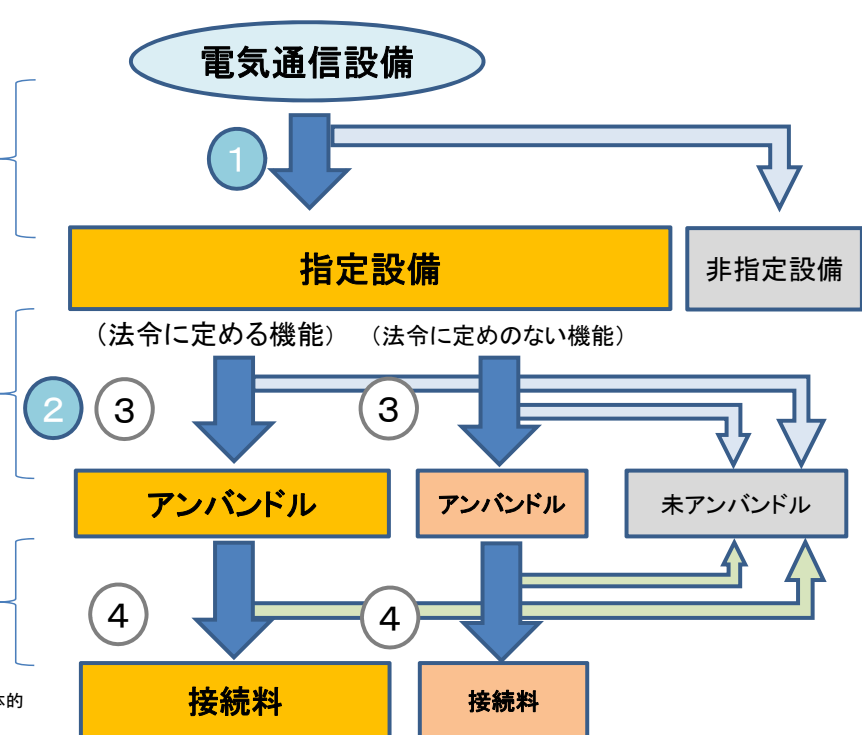 電気通信設備
1
指定設備
非指定設備
（法令に定める機能）
（法令に定めのない機能）
2
3
3
アンバンドル
アンバンドル
未アンバンドル
4
4
接続料
接続料
的